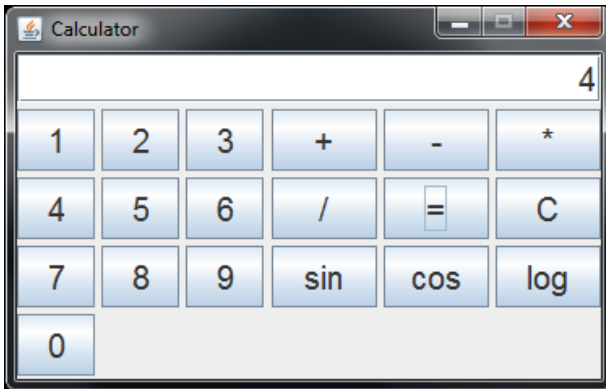 Calculator
4
1 2 3 + - *
4 5 6 / = C
7 8 9 sin cos log
0